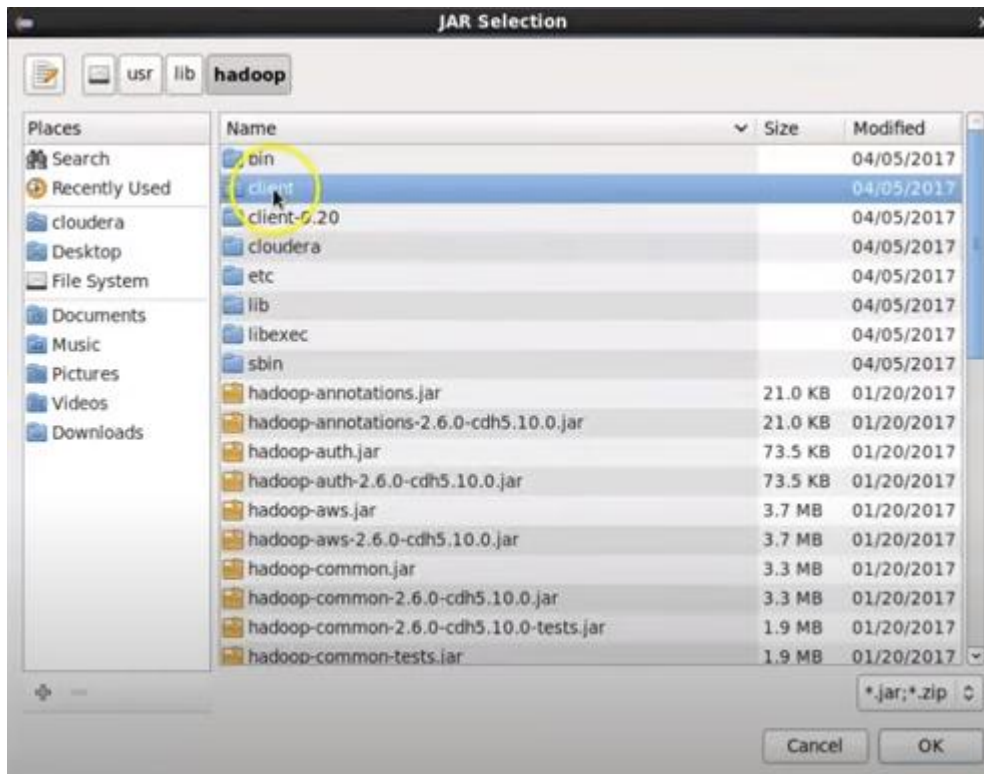 JAR Selection
usr lib hadoop
Places
Search
Recently Used
cloudera
Desktop
File System
Documents
Music
Pictures
Videos
Downloads
Name Size Modified
bin 04/05/2017
client 04/05/2017
client-0.20 04/05/2017
cloudera 04/05/2017
etc 04/05/2017
lib 04/05/2017
libexec 04/05/2017
sbin 04/05/2017
hadoop-annotations.jar 21.0 KB 01/20/2017
hadoop-annotations-2.6.0-cdh5.10.0.jar 21.0 KB 01/20/2017
hadoop-auth.jar 73.5 KB 01/20/2017
hadoop-auth-2.6.0-cdh5.10.0.jar 73.5 KB 01/20/2017
hadoop-aws.jar 3.7 MB 01/20/2017
hadoop-aws-2.6.0-cdh5.10.0.jar 3.7 MB 01/20/2017
hadoop-common.jar 3.3 MB 01/20/2017
hadoop-common-2.6.0-cdh5.10.0.jar 3.3 MB 01/20/2017
hadoop-common-2.6.0-cdh5.10.0-tests.jar 1.9 MB 01/20/2017
hadoop-common-tests.jar 1.9 MB 01/20/2017
*.jar;*.zip
Cancel OK